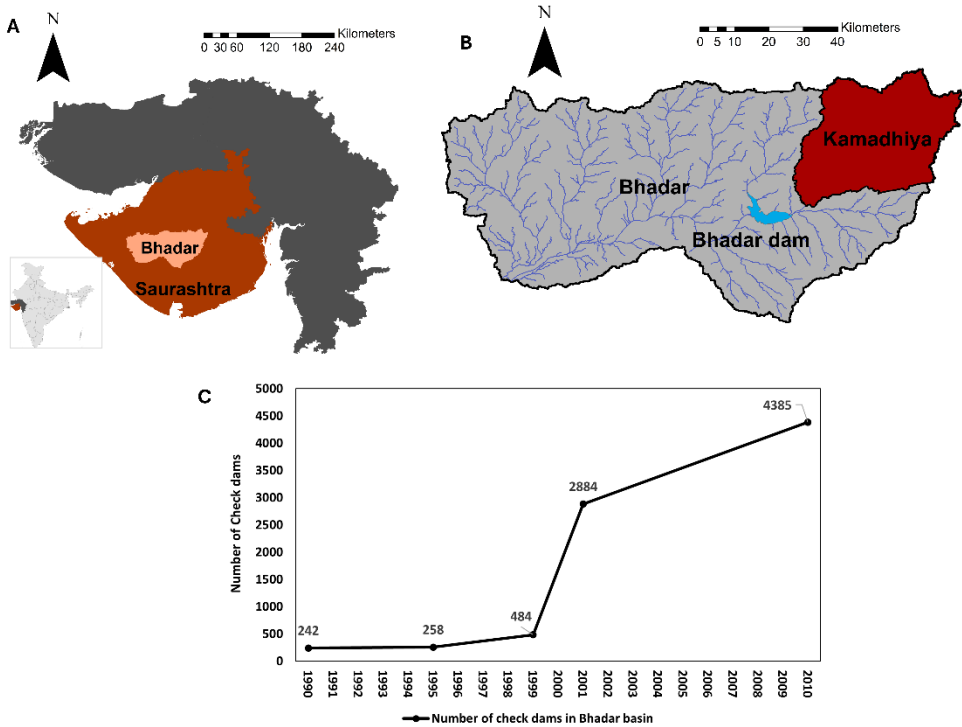 A
N
Kilometers
0 30 60 120 180 240
Bhadar
Saurashtra
B
N
Kilometers
0 5 10 20 30 40
Kamadhiya
Bhadar
Bhadar dam
C
5000
4500
4000
3500
3000
2500
2000
1500
1000
500
0
Number of Check dams
242
258
484
2884
4385
1990
1991
1992
1993
1994
1995
1996
1997
1998
1999
2000
2001
2002
2003
2004
2005
2006
2007
2008
2009
2010
Number of check dams in Bhadar basin